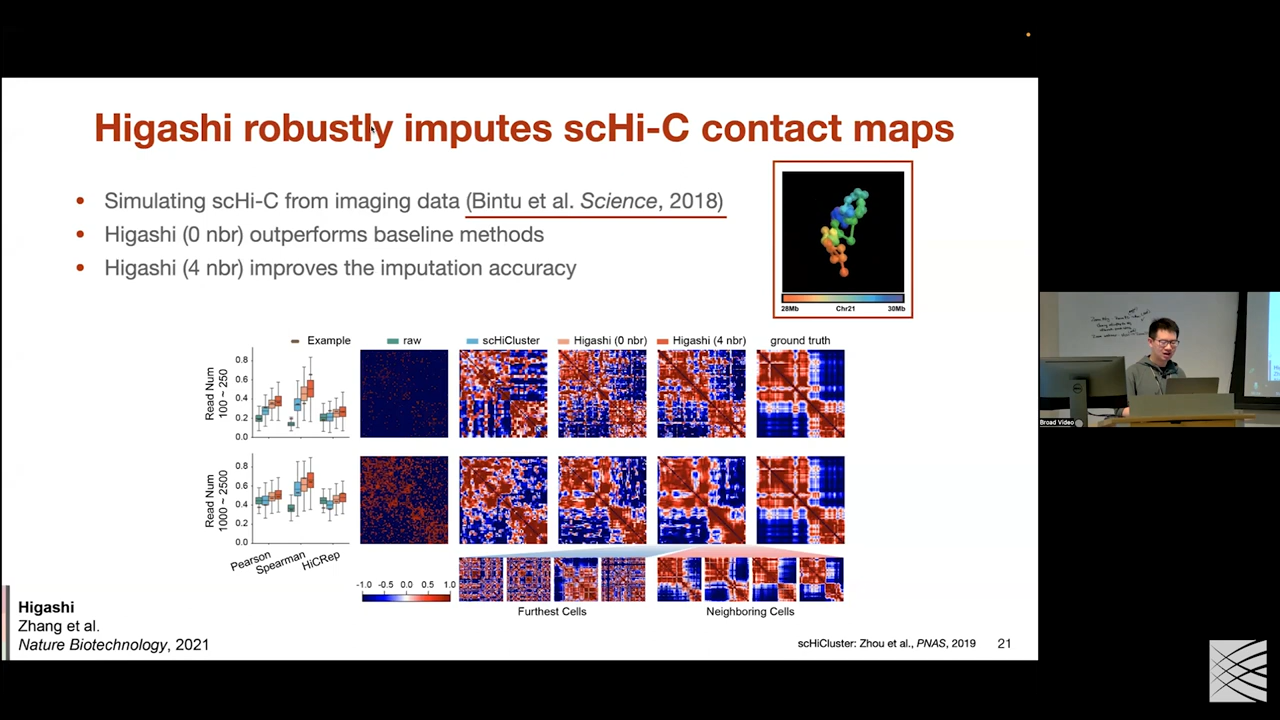 Higashi robustly imputes scHi-C contact maps
• Simulating scHi-C from imaging data (Bintu et al. Science, 2018)
• Higashi (0 nbr) outperforms baseline methods
• Higashi (4 nbr) improves the imputation accuracy
28Mb Chr21 30Mb
Example raw scHiCluster Higashi (0 nbr) Higashi (4 nbr) ground truth
Read Num
100 ~ 250
0.8
0.6
0.4
0.2
0.0
Read Num
1000 ~ 2500
0.8
0.6
0.4
0.2
0.0
Pearson Spearman HiCRep
-1.0 -0.5 0.0 0.5 1.0
Furthest Cells Neighboring Cells
Higashi
Zhang et al.
Nature Biotechnology, 2021
scHiCluster: Zhou et al., PNAS, 2019 21
Broad Video
DELL